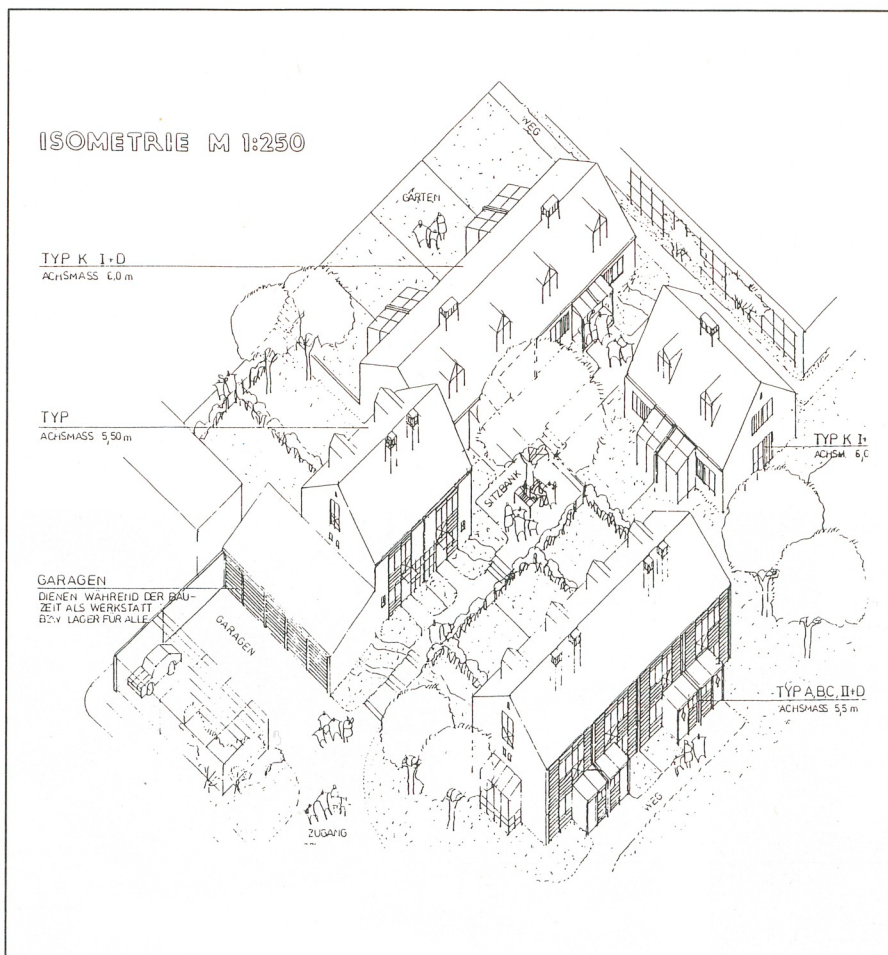 ISOMETRIE M 1:250
WEG
GARTEN
TYP K I+D
ACHSMASS 6,0 m
TYP
ACHSMASS 5,50 m
TYP K I+
ACHSM. 6,0
SITZBANK
GARAGEN
DIENEN WÄHREND DER BAU-
ZEIT ALS WERKSTATT
BZW LAGER FÜR ALLE
GARAGEN
TYP A,BC, II+D
ACHSMASS 5,5 m
WEG
ZUGANG